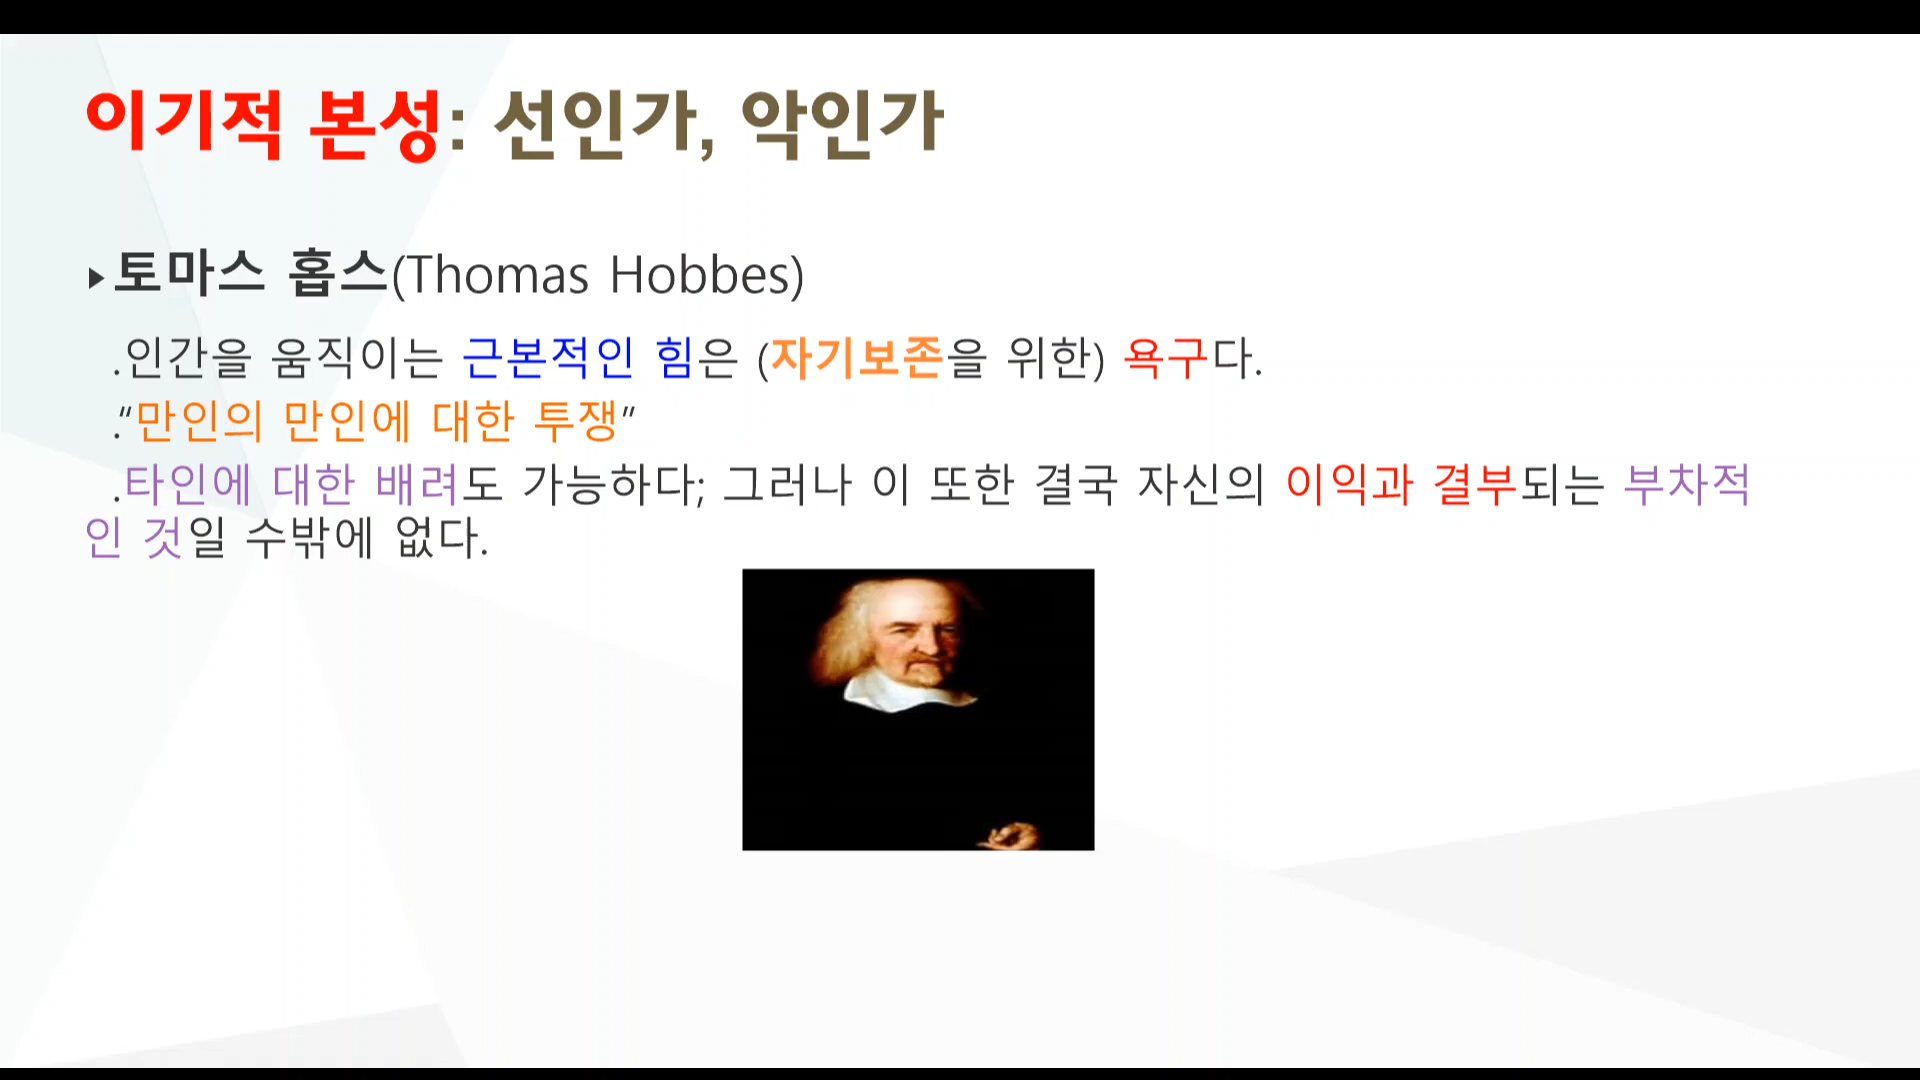 이기적 본성: 선인가, 악인가
▸토마스 홉스(Thomas Hobbes)
.인간을 움직이는 근본적인 힘은 (자기보존을 위한) 욕구다.
.“만인의 만인에 대한 투쟁”
.타인에 대한 배려도 가능하다; 그러나 이 또한 결국 자신의 이익과 결부되는 부차적
인 것일 수밖에 없다.